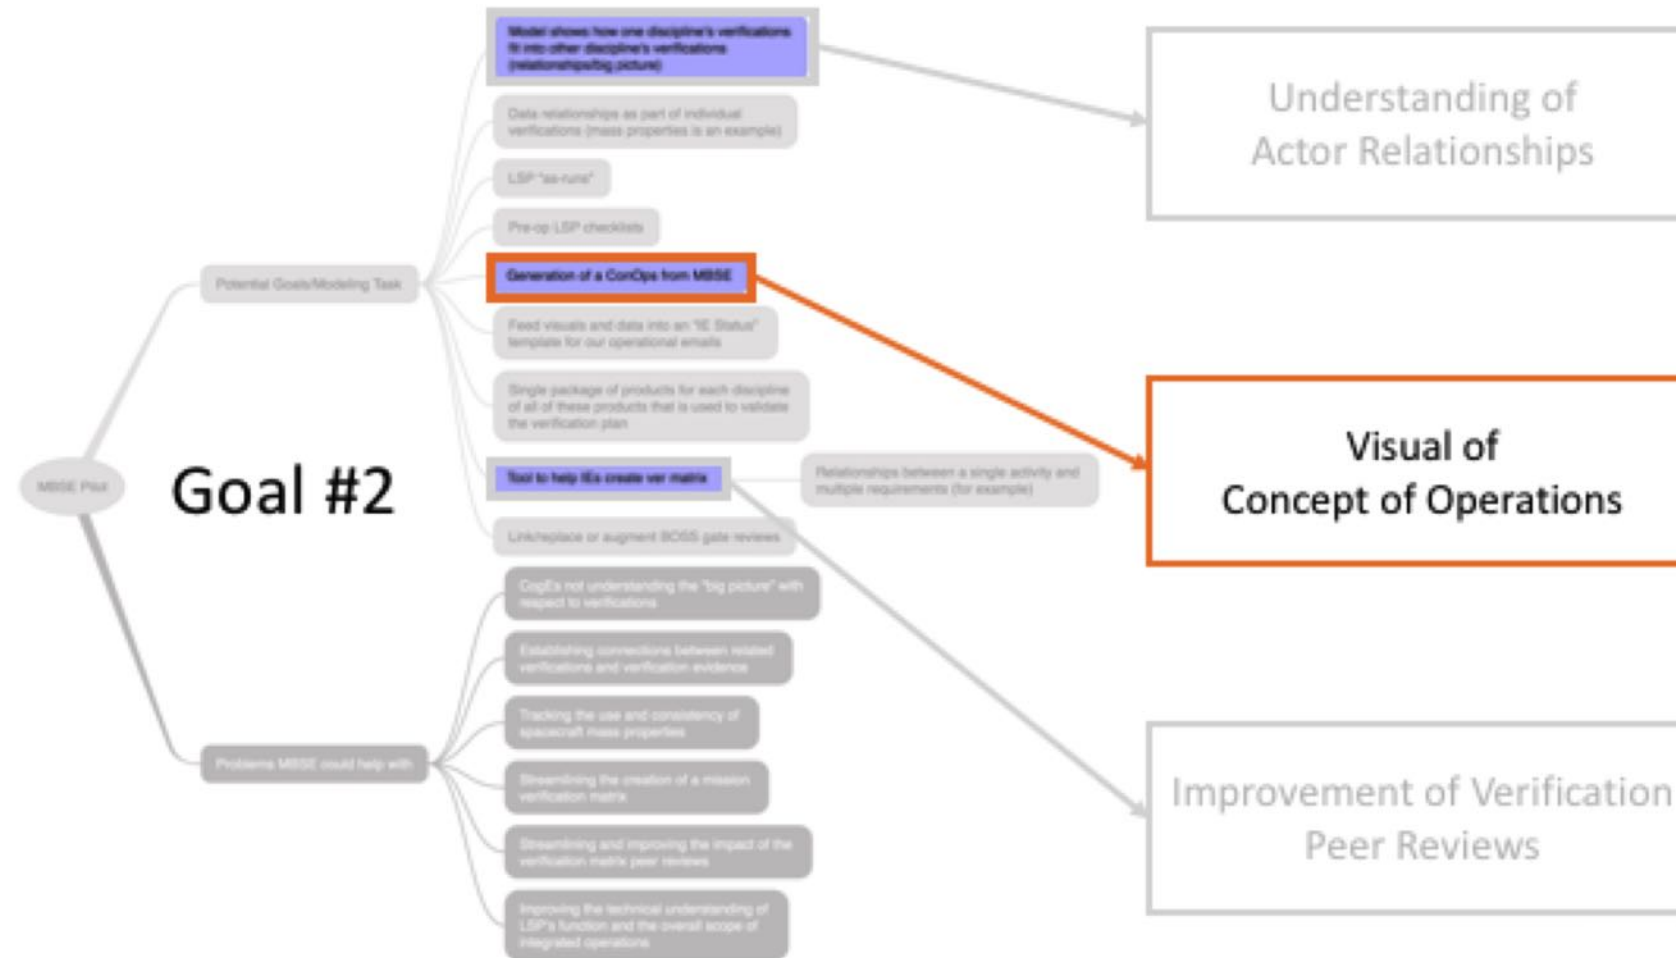 Model shows how one discipline's verifications
fit into other discipline's verifications
(relationships/big picture)
Data relationships as part of individual
verifications (mass properties is an example)
LSP "as-runs"
Pre-op LSP checklists
Potential Goals/Modeling Task
Generation of a ConOps from MBSE
Feed visuals and data into an "IE Status"
template for our operational emails
Single package of products for each discipline
of all of these products that is used to validate
the verification plan
Tool to help IEs create ver matrix
Relationships between a single activity and
multiple requirements (for example)
Link/replace or augment BOSS gate reviews
MBSE Pilot
Goal #2
CogEs not understanding the "big picture" with
respect to verifications
Establishing connections between related
verifications and verification evidence
Tracking the use and consistency of
spacecraft mass properties
Problems MBSE could help with
Streamlining the creation of a mission
verification matrix
Streamlining and improving the impact of the
verification matrix peer reviews
Improving the technical understanding of
LSP's function and the overall scope of
integrated operations
Understanding of
Actor Relationships
Visual of
Concept of Operations
Improvement of Verification
Peer Reviews